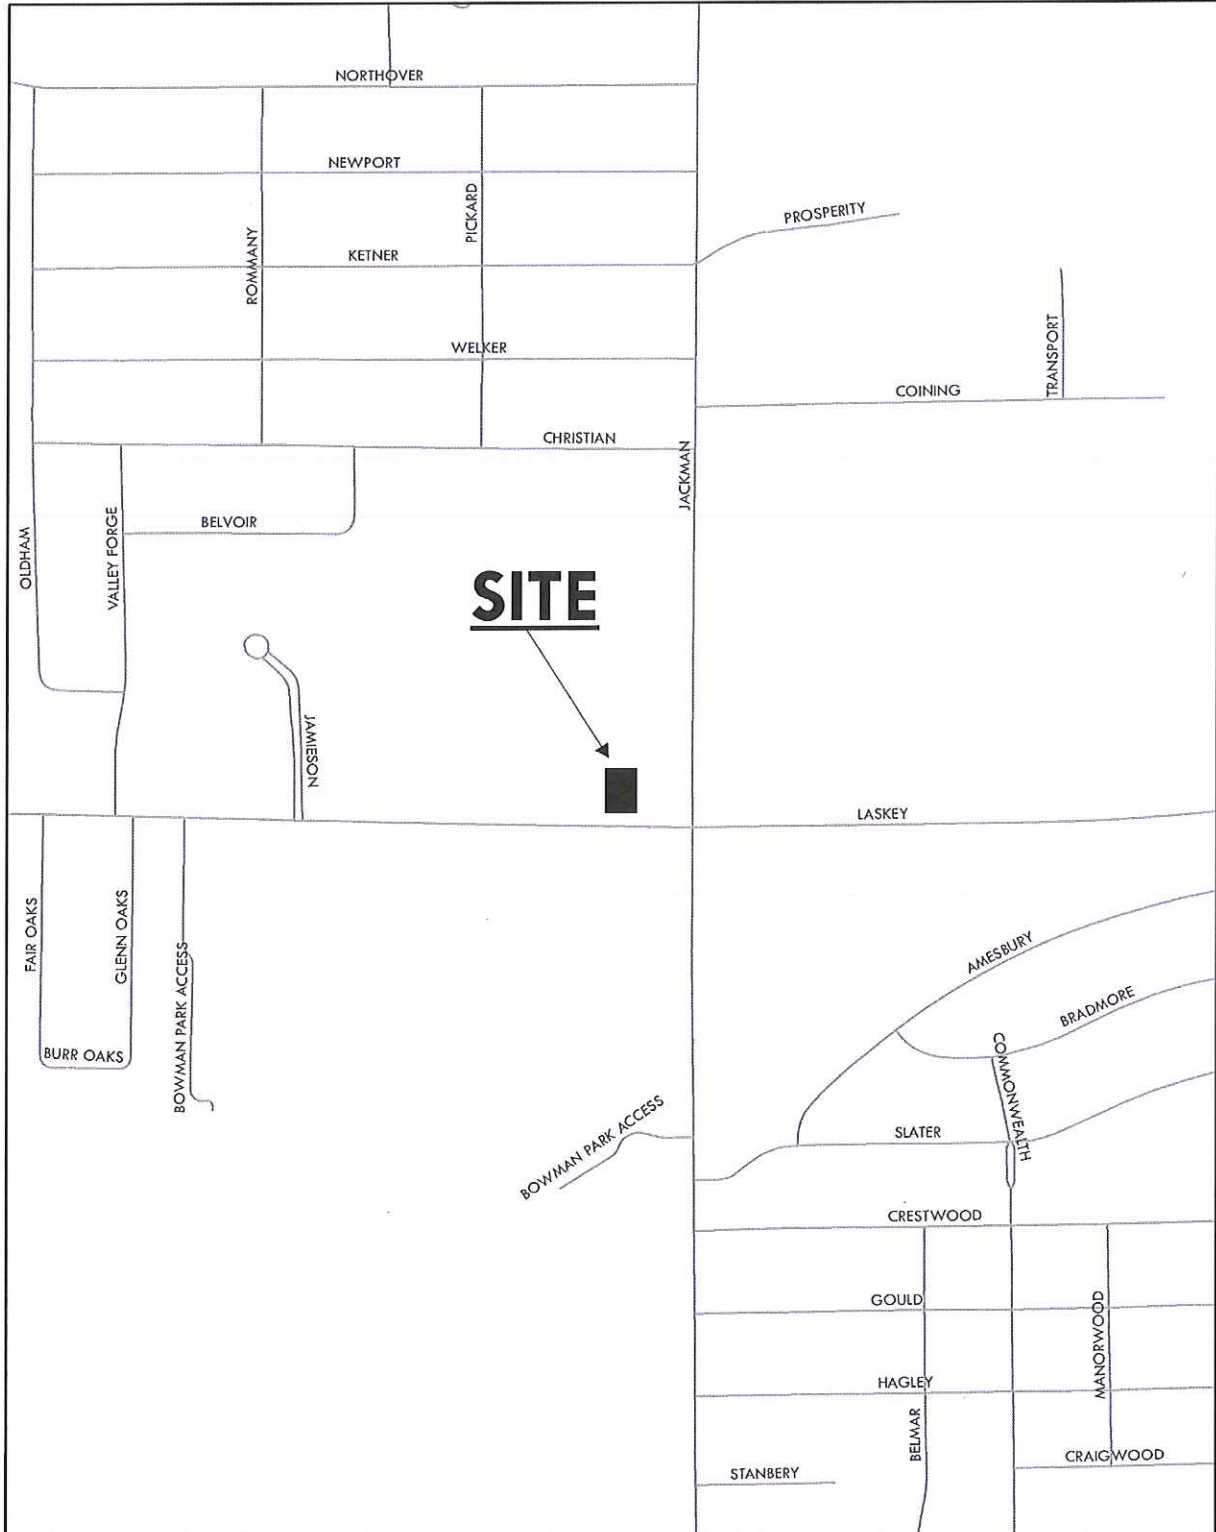 NORTHOVER
NEWPORT
PICKARD
PROSPERITY
ROMMANY
KETNER
TRANSPORT
WELKER
COINING
CHRISTIAN
JACKMAN
BELVOIR
OLDHAM
VALLEY FORGE
SITE
JAMIESON
LASKEY
FAIR OAKS
GLENN OAKS
AMESBURY
BOWMAN PARK ACCESS
BRADMORE
BURR OAKS
COMMONWEALTH
BOWMAN PARK ACCESS
SLATER
CRESTWOOD
GOULD
MANORWOOD
HAGLEY
BELMAR
CRAIGWOOD
STANBERY